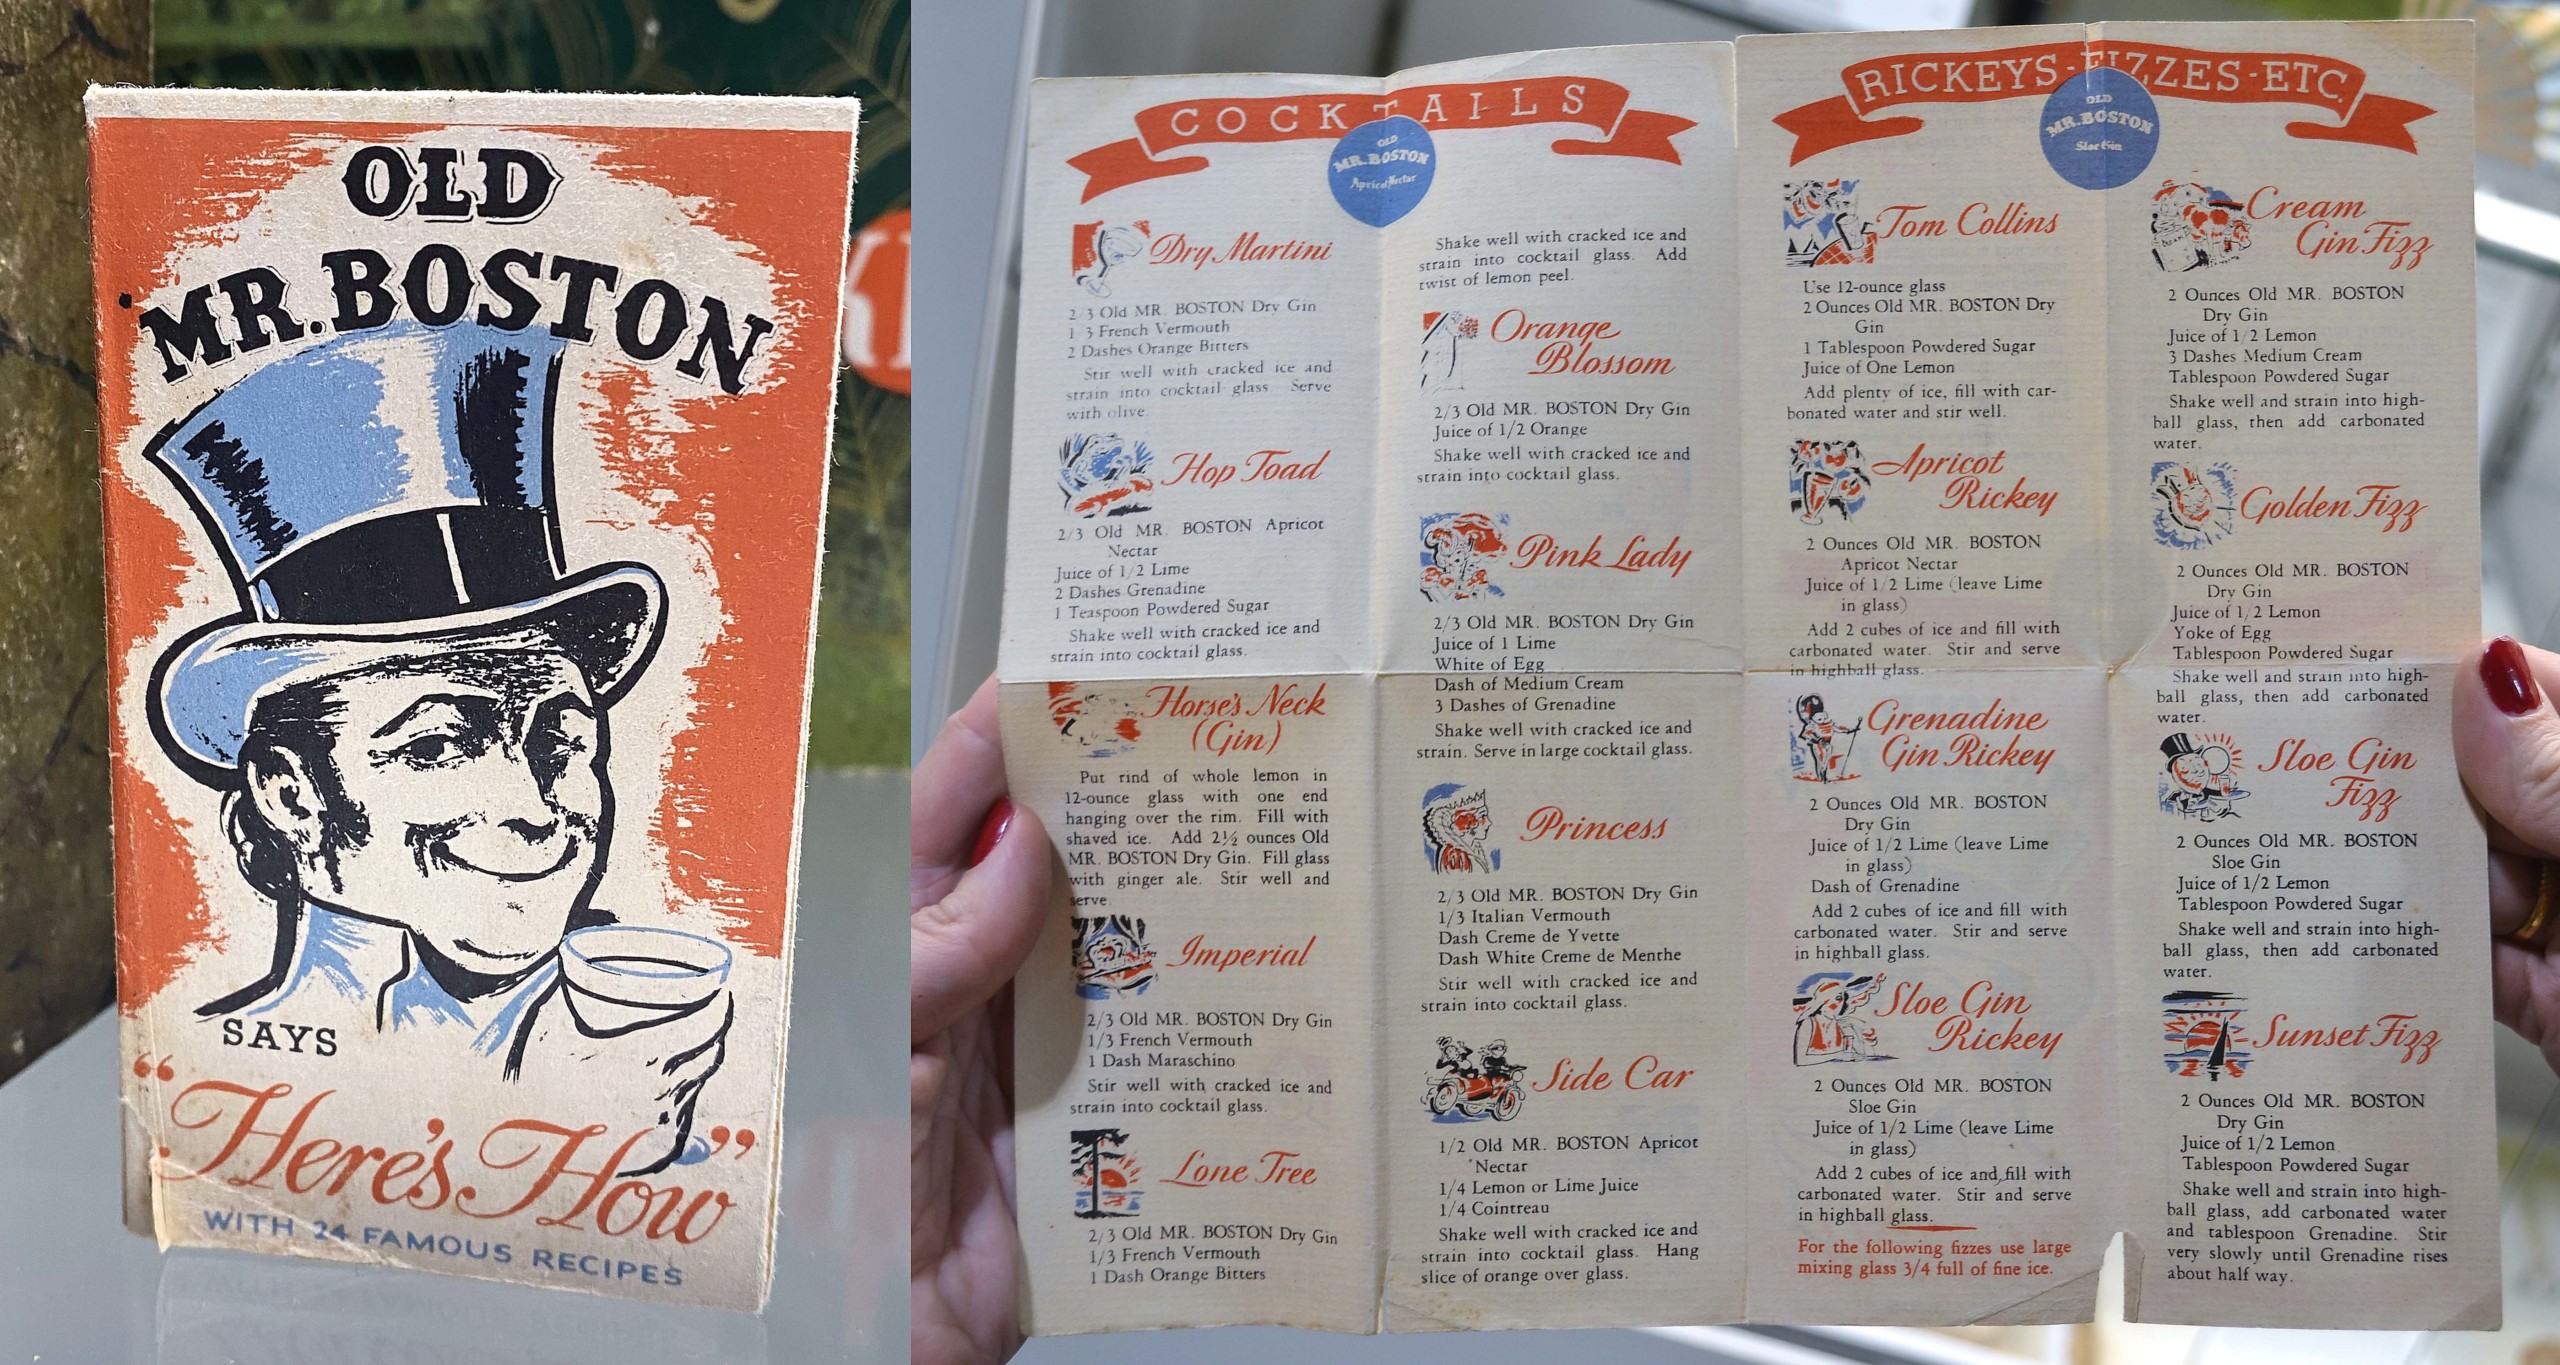 OLD
MR. BOSTON
SAYS
"Here's How"
WITH 24 FAMOUS RECIPES
COCKTAILS
OLD
MR. BOSTON
Apricot Nectar
Dry Martini
2/3 Old MR. BOSTON Dry Gin
1 3 French Vermouth
2 Dashes Orange Bitters
Stir well with cracked ice and
strain into cocktail glass. Serve
with olive.
Hop Toad
2/3 Old MR. BOSTON Apricot
Nectar
Juice of 1/2 Lime
2 Dashes Grenadine
1 Teaspoon Powdered Sugar
Shake well with cracked ice and
strain into cocktail glass.
Horse's Neck
(Gin)
Put rind of whole lemon in
12-ounce glass with one end
hanging over the rim. Fill with
shaved ice. Add 2½ ounces Old
MR. BOSTON Dry Gin. Fill glass
with ginger ale. Stir well and
serve.
Imperial
2/3 Old MR. BOSTON Dry Gin
1/3 French Vermouth
1 Dash Maraschino
Stir well with cracked ice and
strain into cocktail glass.
Lone Tree
2/3 Old MR. BOSTON Dry Gin
1/3 French Vermouth
1 Dash Orange Bitters
Shake well with cracked ice and
strain into cocktail glass. Add
twist of lemon peel.
Orange
Blossom
2/3 Old MR. BOSTON Dry Gin
Juice of 1/2 Orange
Shake well with cracked ice and
strain into cocktail glass.
Pink Lady
2/3 Old MR. BOSTON Dry Gin
Juice of 1 Lime
White of Egg
Dash of Medium Cream
3 Dashes of Grenadine
Shake well with cracked ice and
strain. Serve in large cocktail glass.
Princess
2/3 Old MR. BOSTON Dry Gin
1/3 Italian Vermouth
Dash Creme de Yvette
Dash White Creme de Menthe
Stir well with cracked ice and
strain into cocktail glass.
Side Car
1/2 Old MR. BOSTON Apricot
Nectar
1/4 Lemon or Lime Juice
1/4 Cointreau
Shake well with cracked ice and
strain into cocktail glass. Hang
slice of orange over glass.
RICKEYS-FIZZES-ETC.
OLD
MR. BOSTON
Sloe Gin
Tom Collins
Use 12-ounce glass
2 Ounces Old MR. BOSTON Dry
Gin
1 Tablespoon Powdered Sugar
Juice of One Lemon
Add plenty of ice, fill with car-
bonated water and stir well.
Apricot
Rickey
2 Ounces Old MR. BOSTON
Apricot Nectar
Juice of 1/2 Lime (leave Lime
in glass)
Add 2 cubes of ice and fill with
carbonated water. Stir and serve
in highball glass.
Grenadine
Gin Rickey
2 Ounces Old MR. BOSTON
Dry Gin
Juice of 1/2 Lime (leave Lime
in glass)
Dash of Grenadine
Add 2 cubes of ice and fill with
carbonated water. Stir and serve
in highball glass.
Sloe Gin
Rickey
2 Ounces Old MR. BOSTON
Sloe Gin
Juice of 1/2 Lime (leave Lime
in glass)
Add 2 cubes of ice and fill with
carbonated water. Stir and serve
in highball glass.
For the following fizzes use large
mixing glass 3/4 full of fine ice.
Cream
Gin Fizz
2 Ounces Old MR. BOSTON
Dry Gin
Juice of 1/2 Lemon
3 Dashes Medium Cream
Tablespoon Powdered Sugar
Shake well and strain into high-
ball glass, then add carbonated
water.
Golden Fizz
2 Ounces Old MR. BOSTON
Dry Gin
Juice of 1/2 Lemon
Yoke of Egg
Tablespoon Powdered Sugar
Shake well and strain into high-
ball glass, then add carbonated
water.
Sloe Gin
Fizz
2 Ounces Old MR. BOSTON
Sloe Gin
Juice of 1/2 Lemon
Tablespoon Powdered Sugar
Shake well and strain into high-
ball glass, then add carbonated
water.
Sunset Fizz
2 Ounces Old MR. BOSTON
Dry Gin
Juice of 1/2 Lemon
Tablespoon Powdered Sugar
Shake well and strain into high-
ball glass, add carbonated water
and tablespoon Grenadine. Stir
very slowly until Grenadine rises
about half way.